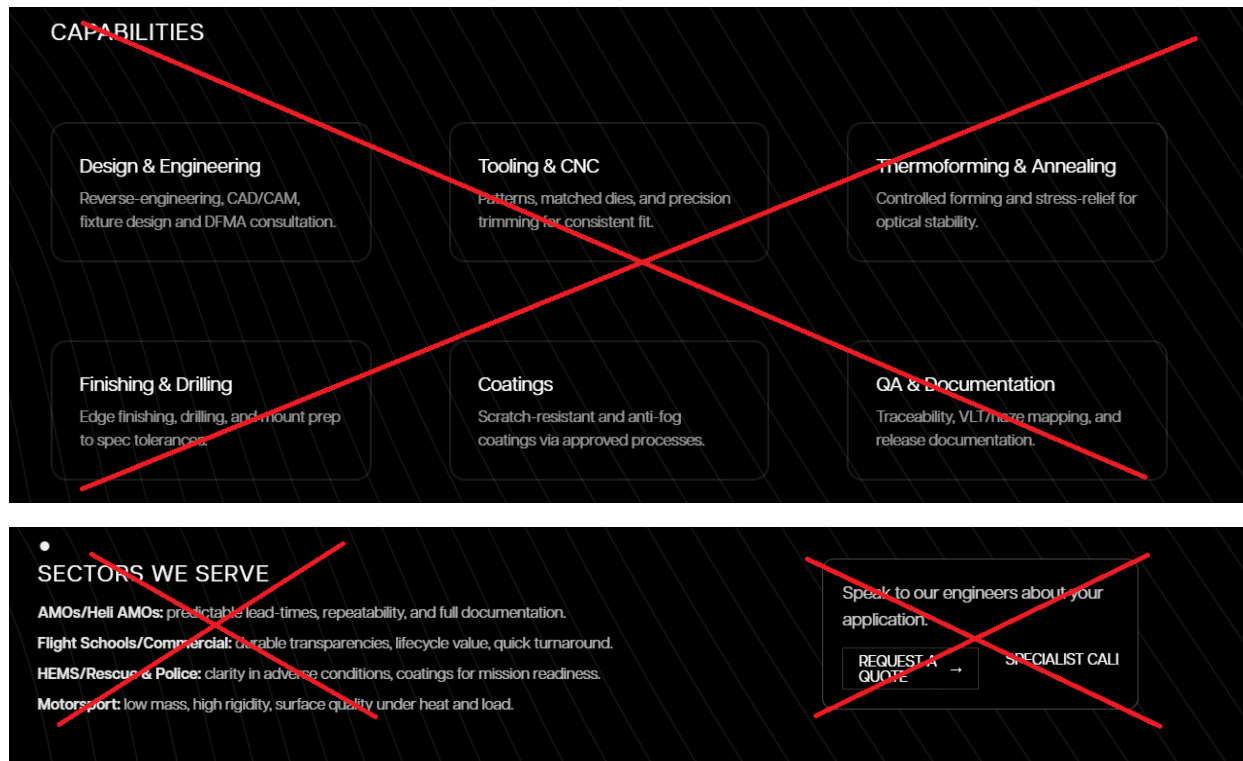 CAPABILITIES
Design & Engineering
Reverse-engineering, CAD/CAM,
fixture design and DFMA consultation.
Tooling & CNC
Patterns, matched dies, and precision
trimming for consistent fit.
Thermoforming & Annealing
Controlled forming and stress-relief for
optical stability.
Finishing & Drilling
Edge finishing, drilling, and mount prep
to spec tolerances.
Coatings
Scratch-resistant and anti-fog
coatings via approved processes.
QA & Documentation
Traceability, VLT/haze mapping, and
release documentation.
SECTORS WE SERVE
AMOs/Heli AMOs: predictable lead-times, repeatability, and full documentation.
Flight Schools/Commercial: durable transparencies, lifecycle value, quick turnaround.
HEMS/Rescue & Police: clarity in adverse conditions, coatings for mission readiness.
Motorsport: low mass, high rigidity, surface quality under heat and load.
Speak to our engineers about your
application.
REQUEST A
QUOTE →
SPECIALIST CALI